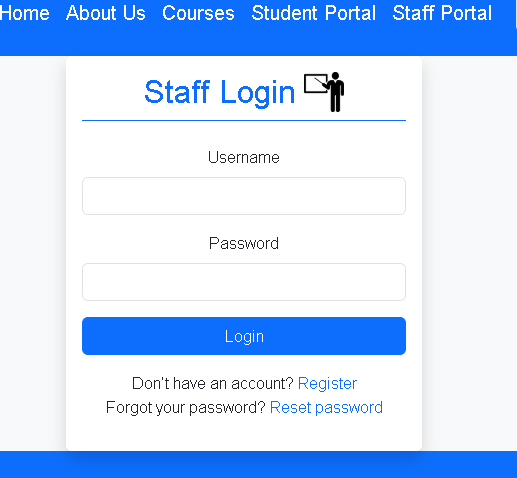 Home About Us Courses Student Portal Staff Portal
Staff Login
Username
Password
Login
Don't have an account? Register
Forgot your password? Reset password